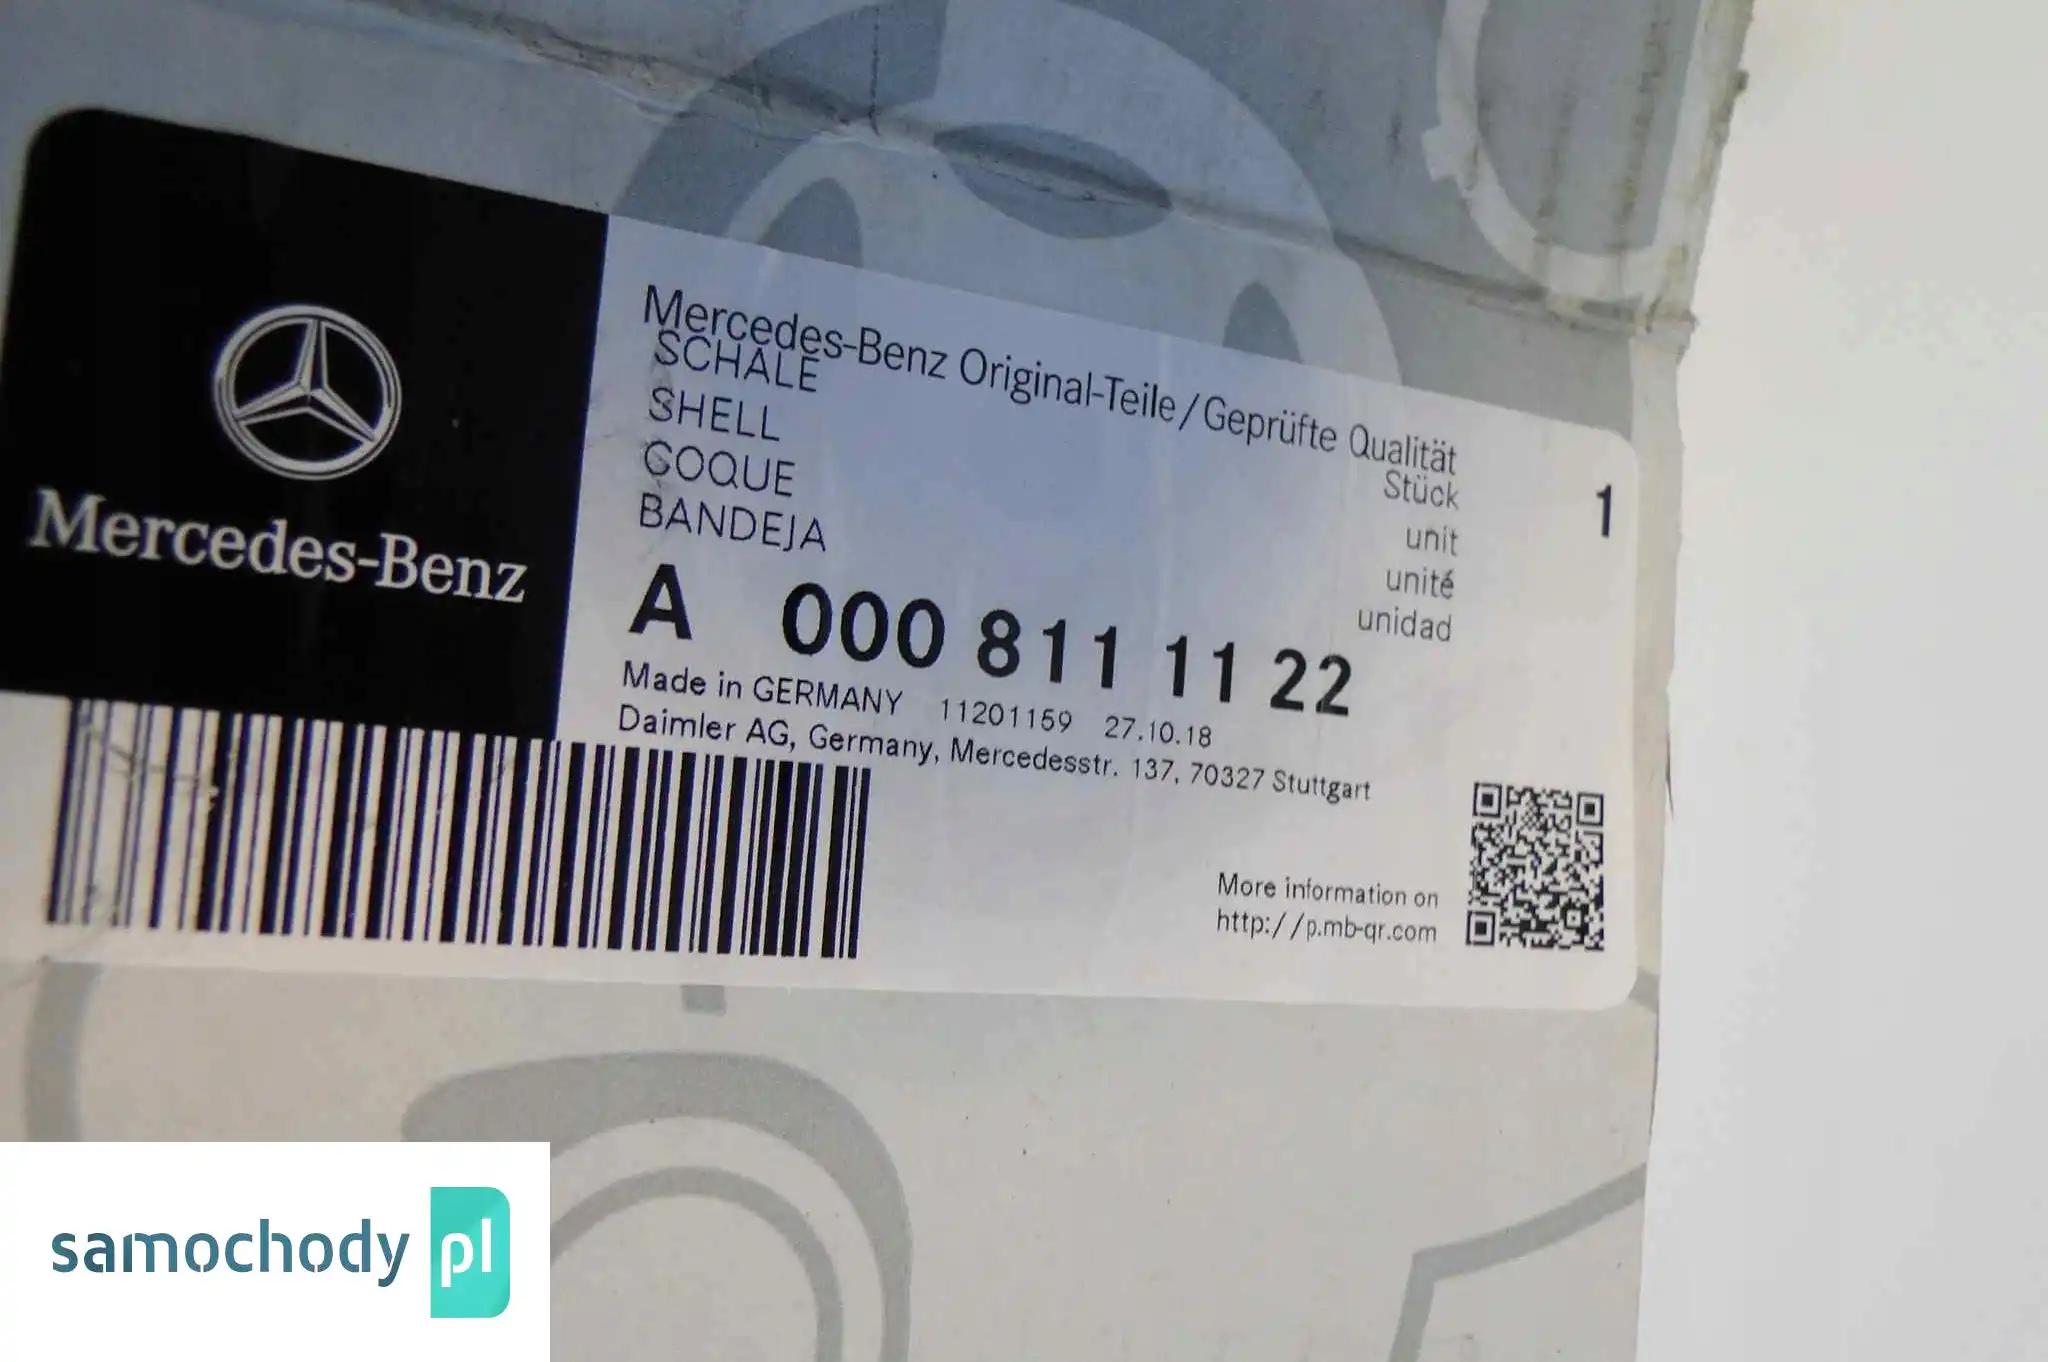 Mercedes-Benz
Mercedes-Benz Original-Teile/Geprüfte Qualität
SCHALE
SHELL
COQUE
BANDEJA
Stück 1
unit
unité
unidad
A 000 811 11 22
Made in GERMANY 11201159 27.10.18
Daimler AG, Germany, Mercedesstr. 137, 70327 Stuttgart
More information on
http://p.mb-qr.com
samochody pl